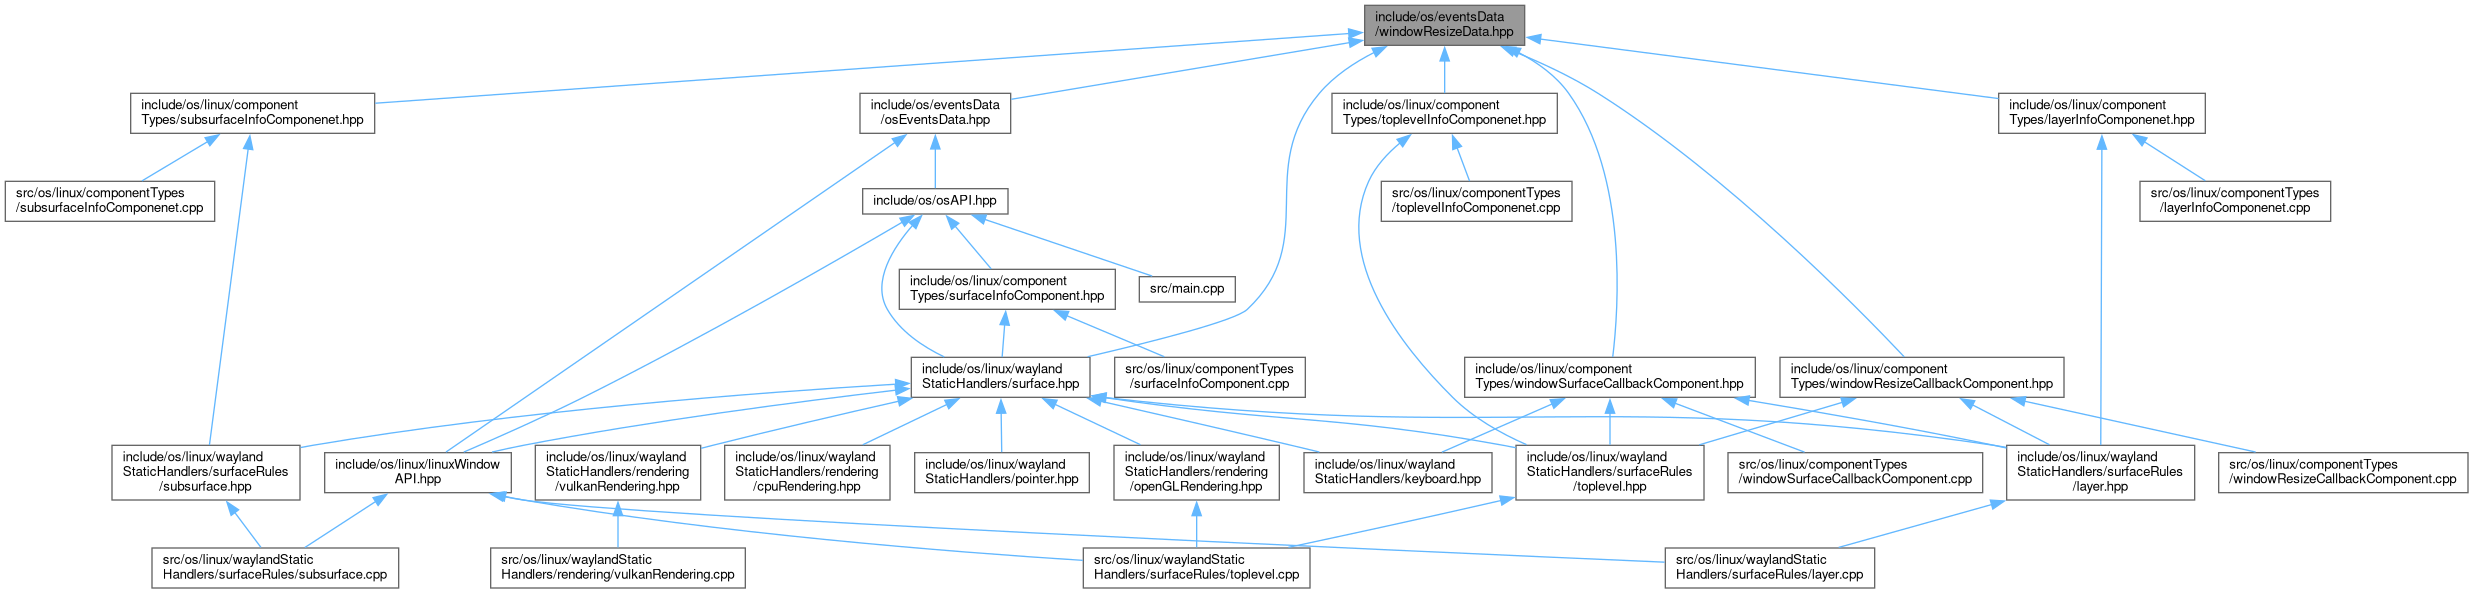 include/os/eventsData
/windowResizeData.hpp
include/os/linux/component
Types/subsurfaceInfoComponenet.hpp
include/os/eventsData
/osEventsData.hpp
include/os/linux/component
Types/toplevelInfoComponenet.hpp
include/os/linux/component
Types/layerInfoComponenet.hpp
src/os/linux/componentTypes
/subsurfaceInfoComponenet.cpp
include/os/osAPI.hpp
src/os/linux/componentTypes
/toplevelInfoComponenet.cpp
src/os/linux/componentTypes
/layerInfoComponenet.cpp
include/os/linux/component
Types/surfaceInfoComponent.hpp
src/main.cpp
include/os/linux/wayland
StaticHandlers/surface.hpp
src/os/linux/componentTypes
/surfaceInfoComponent.cpp
include/os/linux/component
Types/windowSurfaceCallbackComponent.hpp
include/os/linux/component
Types/windowResizeCallbackComponent.hpp
include/os/linux/wayland
StaticHandlers/surfaceRules
/subsurface.hpp
include/os/linux/linuxWindow
API.hpp
include/os/linux/wayland
StaticHandlers/rendering
/vulkanRendering.hpp
include/os/linux/wayland
StaticHandlers/rendering
/cpuRendering.hpp
include/os/linux/wayland
StaticHandlers/pointer.hpp
include/os/linux/wayland
StaticHandlers/rendering
/openGLRendering.hpp
include/os/linux/wayland
StaticHandlers/keyboard.hpp
include/os/linux/wayland
StaticHandlers/surfaceRules
/toplevel.hpp
src/os/linux/componentTypes
/windowSurfaceCallbackComponent.cpp
include/os/linux/wayland
StaticHandlers/surfaceRules
/layer.hpp
src/os/linux/componentTypes
/windowResizeCallbackComponent.cpp
src/os/linux/waylandStatic
Handlers/surfaceRules/subsurface.cpp
src/os/linux/waylandStatic
Handlers/rendering/vulkanRendering.cpp
src/os/linux/waylandStatic
Handlers/surfaceRules/toplevel.cpp
src/os/linux/waylandStatic
Handlers/surfaceRules/layer.cpp